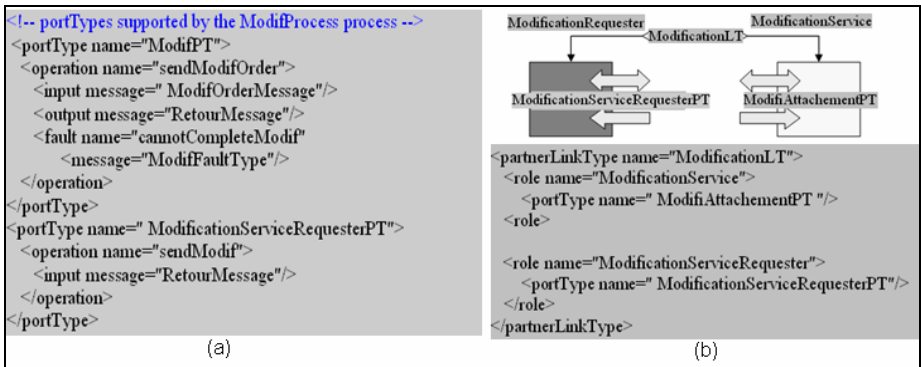 <!-- portTypes supported by the ModifProcess process -->
<portType name="ModifPT">
<operation name="sendModifOrder">
<input message=" ModifOrderMessage"/>
<output message="RetourMessage"/>
<fault name="cannotCompleteModif"
<message="ModifFaultType"/>
</operation>
</portType>
<portType name=" ModificationServiceRequesterPT">
<operation name="sendModif">
<input message="RetourMessage"/>
</operation>
</portType>
(a)
ModificationRequester
ModificationService
ModificationLT
ModificationServiceRequesterPT
ModifiAttachementPT
<partnerLinkType name="ModificationLT">
<role name="ModificationService">
<portType name=" ModifiAttachementPT "/>
<role>
<role name="ModificationServiceRequester">
<portType name=" ModificationServiceRequesterPT"/>
</role>
</partnerLinkType>
(b)